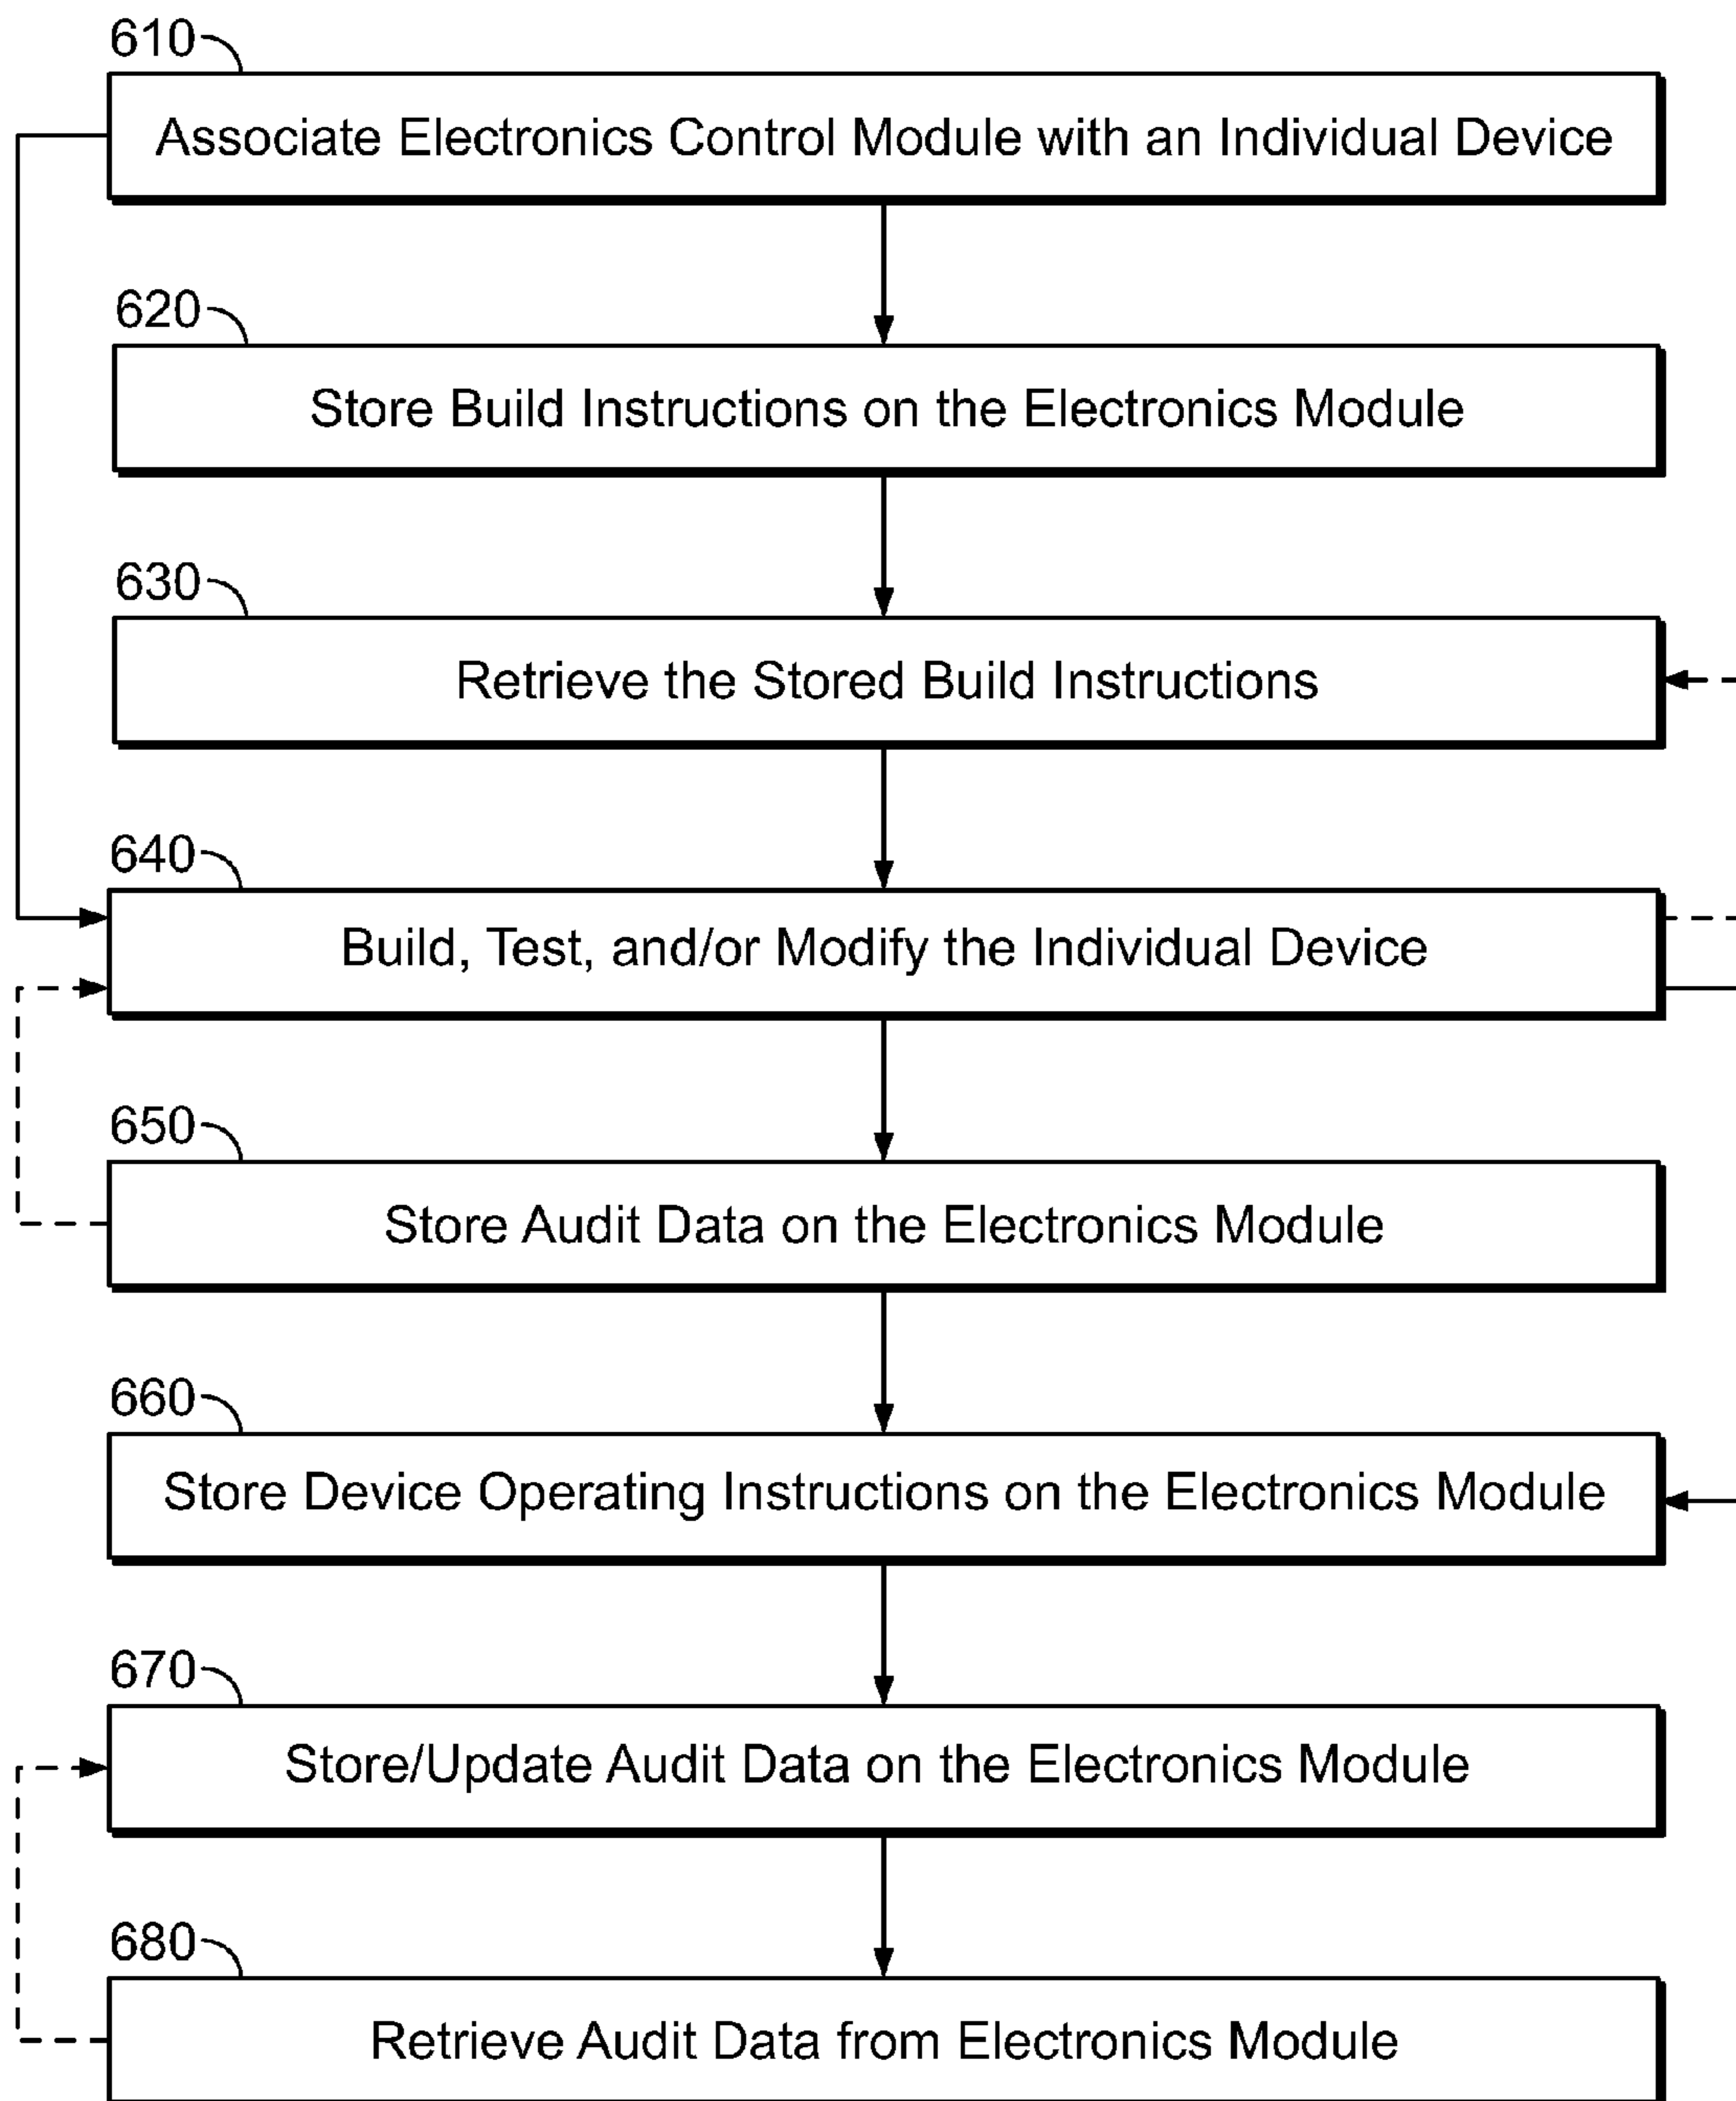 610
Associate Electronics Control Module with an Individual Device
620
Store Build Instructions on the Electronics Module
630
Retrieve the Stored Build Instructions
640
Build, Test, and/or Modify the Individual Device
650
Store Audit Data on the Electronics Module
660
Store Device Operating Instructions on the Electronics Module
670
Store/Update Audit Data on the Electronics Module
680
Retrieve Audit Data from Electronics Module